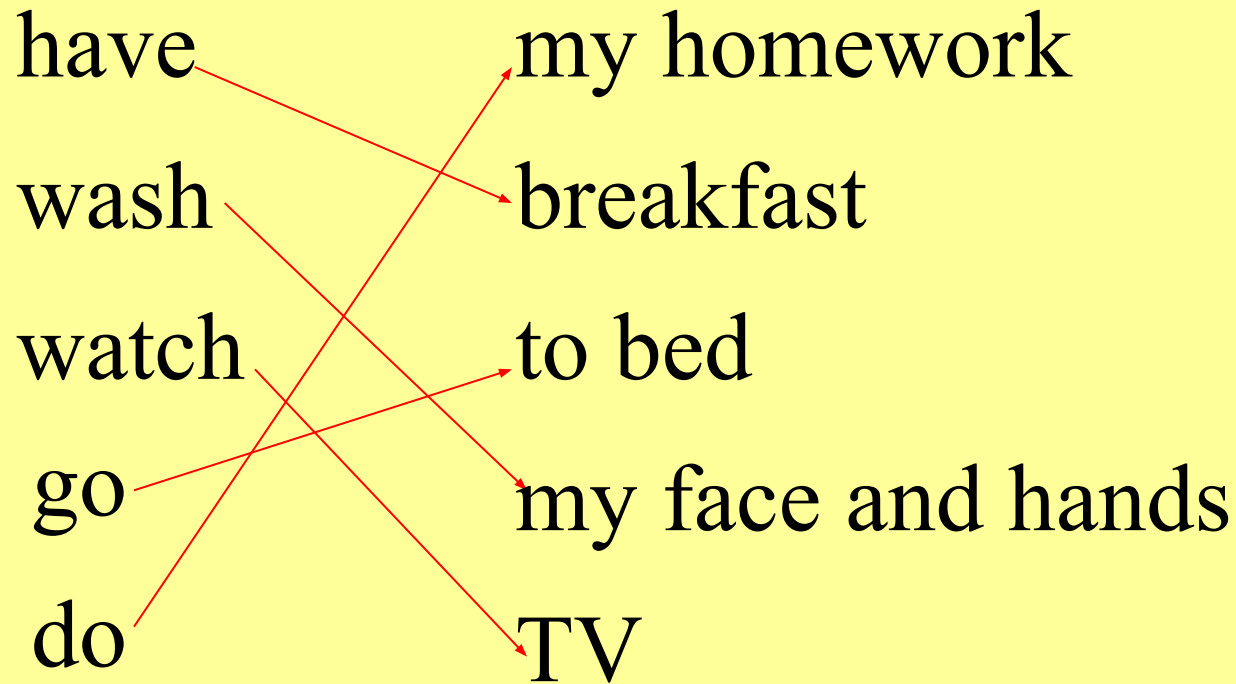 have my homework
wash breakfast
watch to bed
go my face and hands
do TV